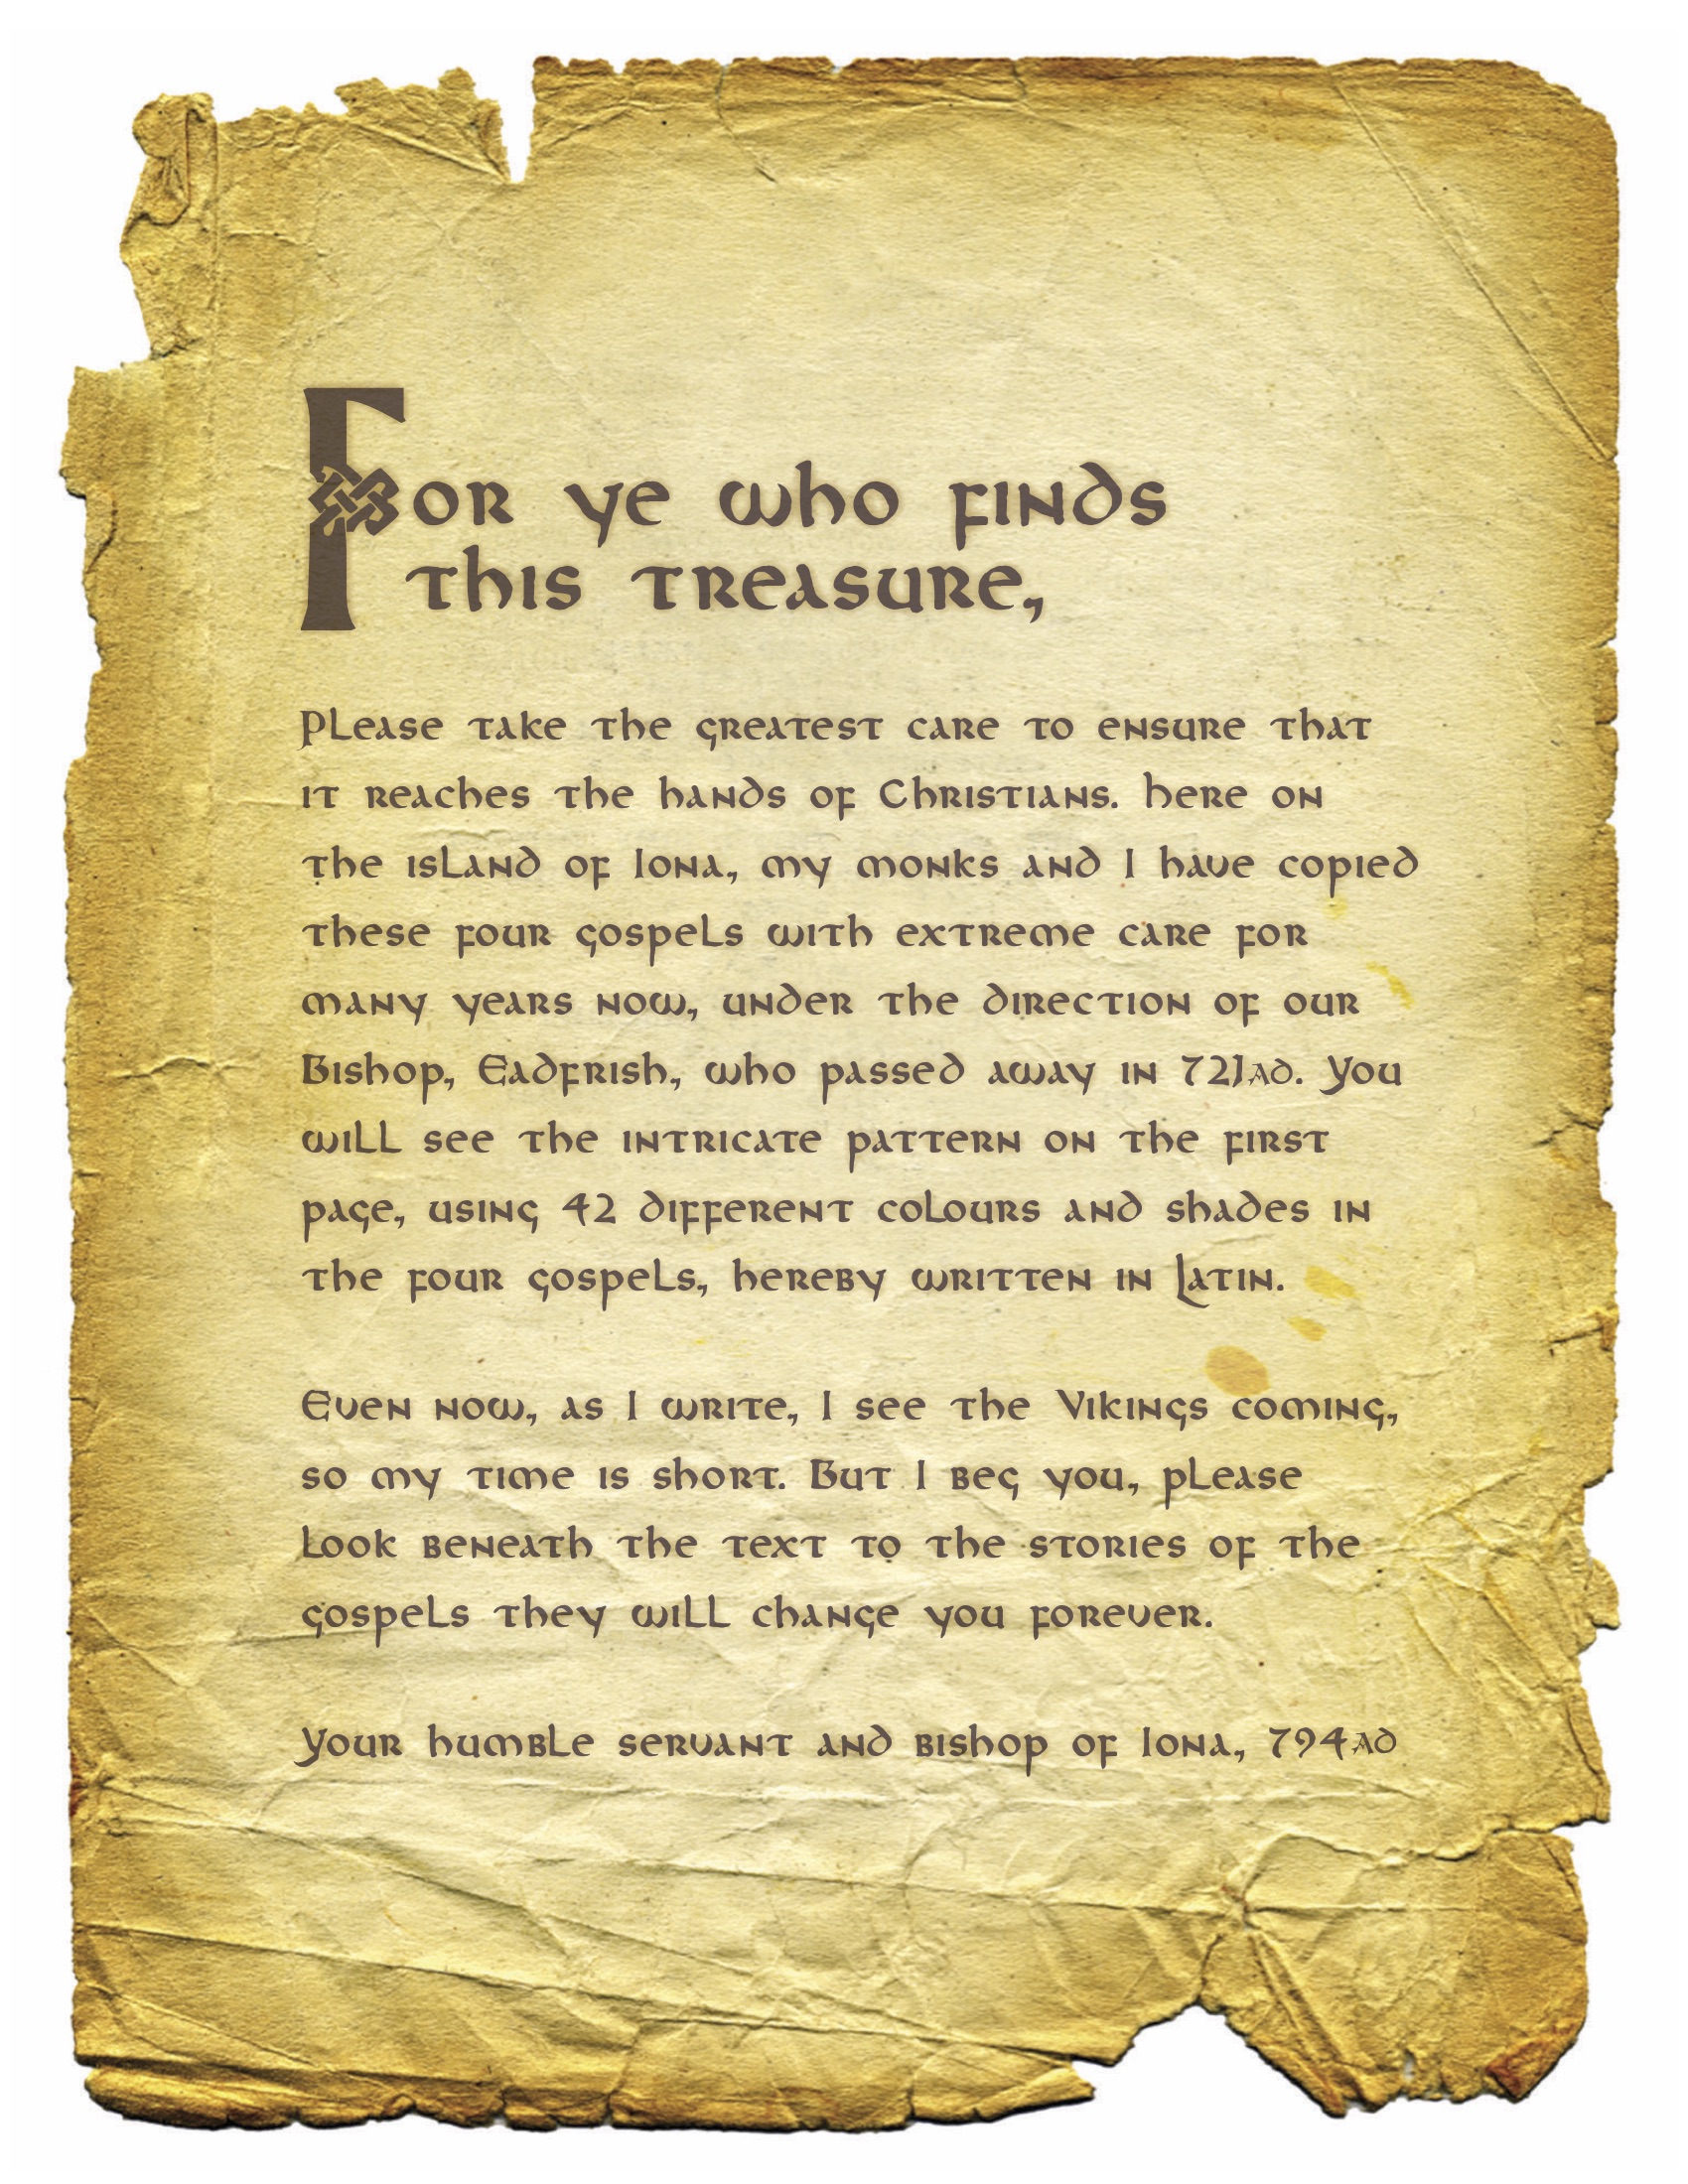 For ye who finds
this treasure,
Please take the greatest care to ensure that
it reaches the hands of Christians. Here on
the island of Iona, my monks and I have copied
these four gospels with extreme care for
many years now, under the direction of our
Bishop, Eadfrish, who passed away in 721AD. You
will see the intricate pattern on the first
page, using 42 different colours and shades in
the four gospels, hereby written in Latin.
Even now, as I write, I see the Vikings coming,
so my time is short. But I beg you, please
look beneath the text to the stories of the
gospels they will change you forever.
Your humble servant and bishop of Iona, 794AD